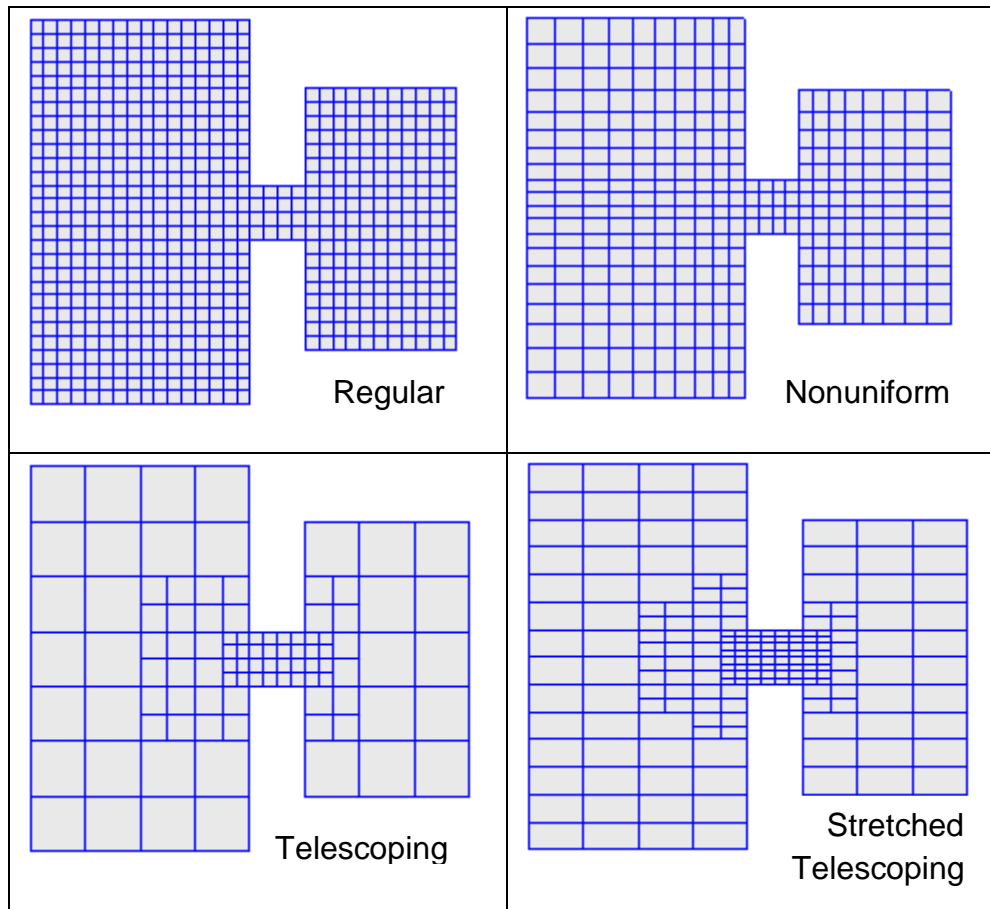 Regular
Nonuniform
Telescoping
Stretched
Telescoping